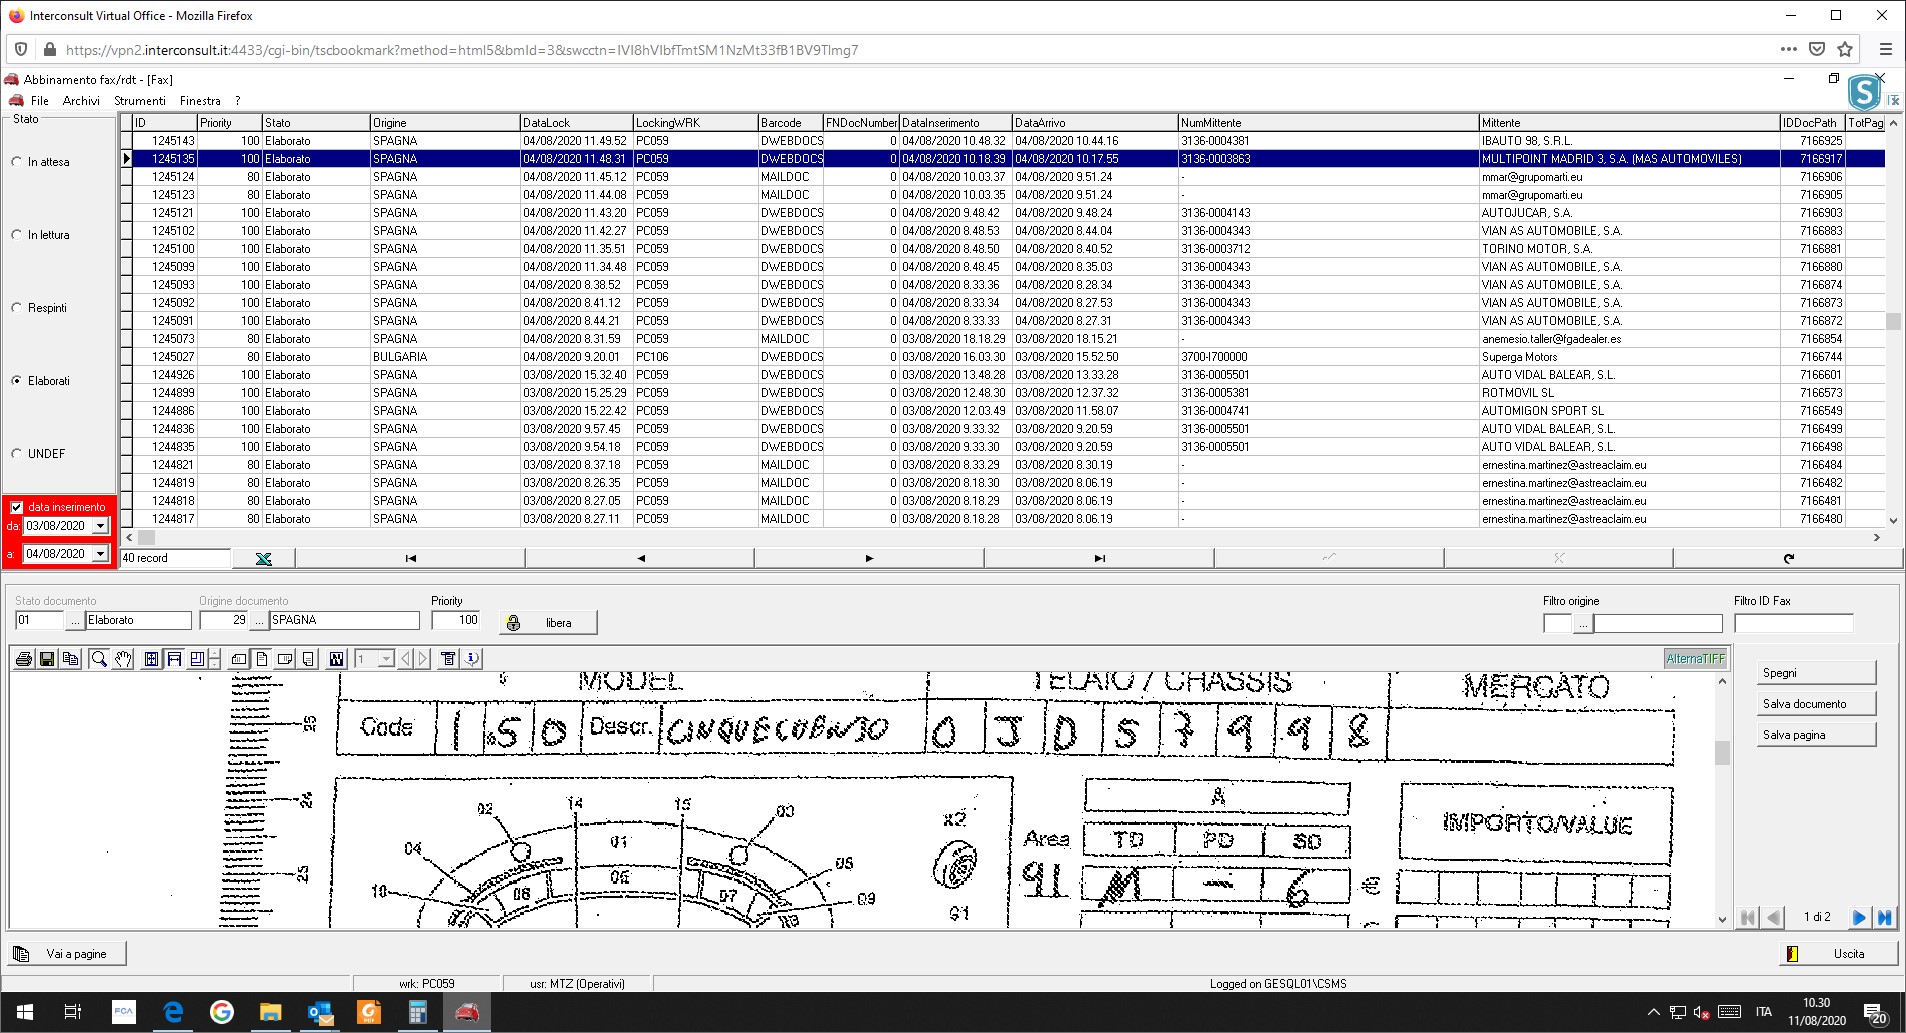 Interconsult Virtual Office - Mozilla Firefox
https://vpn2.interconsult.it:4433/cgi-bin/tscbookmark?method=html5&bmId=3&swcctn=IVI8hVIbfTmtSM1NzMt33fB1BV9TImg7
Abbinamento fax/rdt - [Fax]
File Archivi Strumenti Finestra ?
Stato
In attesa
In lettura
Respinti
Elaborati
UNDEF
data inserimento
da: 03/08/2020
a: 04/08/2020
ID Priority Stato Origine DataLock LockingWRK Barcode FNDocNumber DataInserimento DataArrivo NumMittente Mittente IDDocPath TotPag
1245143 100 Elaborato SPAGNA 04/08/2020 11.49.52 PC059 DWEBDOCS 0 04/08/2020 10.48.32 04/08/2020 10.44.16 3136-0004381 IBAUTO 98, S.R.L. 7166925
1245135 100 Elaborato SPAGNA 04/08/2020 11.48.31 PC059 DWEBDOCS 0 04/08/2020 10.18.39 04/08/2020 10.17.55 3136-0003863 MULTIPOINT MADRID 3, S.A. (MAS AUTOMOVILES) 7166917
1245124 80 Elaborato SPAGNA 04/08/2020 11.45.12 PC059 MAILDOC 0 04/08/2020 10.03.37 04/08/2020 9.51.24 - mmar@grupomarti.eu 7166906
1245123 80 Elaborato SPAGNA 04/08/2020 11.44.08 PC059 MAILDOC 0 04/08/2020 10.03.35 04/08/2020 9.51.24 - mmar@grupomarti.eu 7166905
1245121 100 Elaborato SPAGNA 04/08/2020 11.43.20 PC059 DWEBDOCS 0 04/08/2020 9.48.42 04/08/2020 9.48.24 3136-0004143 AUTOJUCAR, S.A. 7166903
1245102 100 Elaborato SPAGNA 04/08/2020 11.42.27 PC059 DWEBDOCS 0 04/08/2020 8.48.53 04/08/2020 8.44.04 3136-0004343 VIAN AS AUTOMOBILE, S.A. 7166883
1245100 100 Elaborato SPAGNA 04/08/2020 11.35.51 PC059 DWEBDOCS 0 04/08/2020 8.48.50 04/08/2020 8.40.52 3136-0003712 TORINO MOTOR, S.A. 7166881
1245099 100 Elaborato SPAGNA 04/08/2020 11.34.48 PC059 DWEBDOCS 0 04/08/2020 8.48.45 04/08/2020 8.35.03 3136-0004343 VIAN AS AUTOMOBILE, S.A. 7166880
1245093 100 Elaborato SPAGNA 04/08/2020 8.38.52 PC059 DWEBDOCS 0 04/08/2020 8.33.36 04/08/2020 8.28.34 3136-0004343 VIAN AS AUTOMOBILE, S.A. 7166874
1245092 100 Elaborato SPAGNA 04/08/2020 8.41.12 PC059 DWEBDOCS 0 04/08/2020 8.33.34 04/08/2020 8.27.53 3136-0004343 VIAN AS AUTOMOBILE, S.A. 7166873
1245091 100 Elaborato SPAGNA 04/08/2020 8.44.21 PC059 DWEBDOCS 0 04/08/2020 8.33.33 04/08/2020 8.27.31 3136-0004343 VIAN AS AUTOMOBILE, S.A. 7166872
1245073 80 Elaborato SPAGNA 04/08/2020 8.31.59 PC059 MAILDOC 0 03/08/2020 18.18.29 03/08/2020 18.15.21 - anemesio.taller@fgadealer.es 7166854
1245027 80 Elaborato BULGARIA 04/08/2020 9.20.01 PC106 DWEBDOCS 0 03/08/2020 16.03.30 03/08/2020 15.52.50 3700-I700000 Superga Motors 7166744
1244926 100 Elaborato SPAGNA 03/08/2020 15.32.40 PC059 DWEBDOCS 0 03/08/2020 13.48.28 03/08/2020 13.33.28 3136-0005501 AUTO VIDAL BALEAR, S.L. 7166601
1244899 100 Elaborato SPAGNA 03/08/2020 15.25.29 PC059 DWEBDOCS 0 03/08/2020 12.48.30 03/08/2020 12.37.32 3136-0005381 ROTMOVIL SL 7166573
1244886 100 Elaborato SPAGNA 03/08/2020 15.22.42 PC059 DWEBDOCS 0 03/08/2020 12.03.49 03/08/2020 11.58.07 3136-0004741 AUTOMIGON SPORT SL 7166549
1244836 100 Elaborato SPAGNA 03/08/2020 9.57.45 PC059 DWEBDOCS 0 03/08/2020 9.33.32 03/08/2020 9.20.59 3136-0005501 AUTO VIDAL BALEAR, S.L. 7166499
1244835 100 Elaborato SPAGNA 03/08/2020 9.54.18 PC059 DWEBDOCS 0 03/08/2020 9.33.30 03/08/2020 9.20.59 3136-0005501 AUTO VIDAL BALEAR, S.L. 7166498
1244821 80 Elaborato SPAGNA 03/08/2020 8.37.18 PC059 MAILDOC 0 03/08/2020 8.33.29 03/08/2020 8.30.19 - ernestina.martinez@astreaclaim.eu 7166484
1244819 80 Elaborato SPAGNA 03/08/2020 8.26.35 PC059 MAILDOC 0 03/08/2020 8.18.30 03/08/2020 8.06.19 - ernestina.martinez@astreaclaim.eu 7166482
1244818 80 Elaborato SPAGNA 03/08/2020 8.27.05 PC059 MAILDOC 0 03/08/2020 8.18.29 03/08/2020 8.06.19 - ernestina.martinez@astreaclaim.eu 7166481
1244817 80 Elaborato SPAGNA 03/08/2020 8.27.11 PC059 MAILDOC 0 03/08/2020 8.18.28 03/08/2020 8.06.19 - ernestina.martinez@astreaclaim.eu 7166480
40 record
Stato documento Origine documento Priority Filtro origine Filtro ID Fax
01 ... Elaborato 29 ... SPAGNA 100 libera ...
1 AlternaTIFF
Spegni
Salva documento
Salva pagina
MODEL TELAIO / CHASSIS MERCATO
Code 150 Descr. CINQUECENTO 0 J D 5 7 9 9 8
25
24
23
02 14 15 03
04 01 05
10 08 06 07 09
x2
91
A
Area TD PD SO
91 M - 6
IMPORTO/VALUE
1 di 2
Vai a pagine Uscita
wrk: PC059 usr: MTZ (Operativi) Logged on GESQL01\CSMS
FCA
ITA
10.30
11/08/2020
20